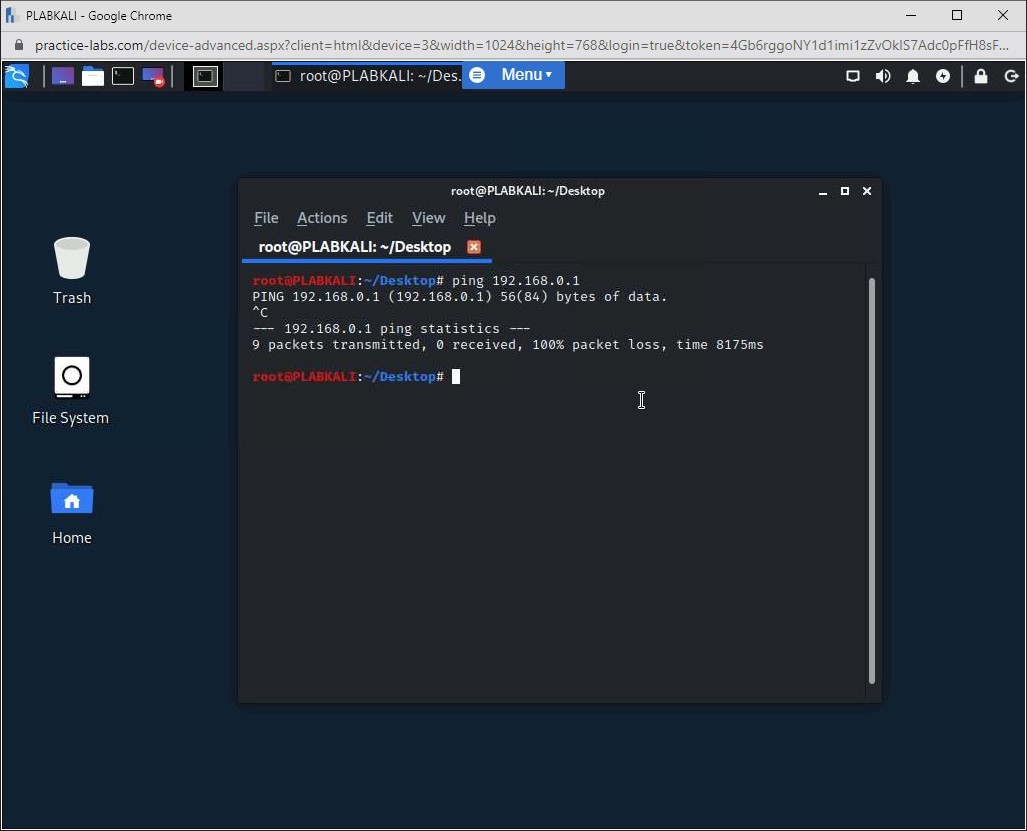 PLABKALI - Google Chrome
practice-labs.com/device-advanced.aspx?client=html&device=3&width=1024&height=768&login=true&token=4Gb6rggoNY1d1imi1zZvOkIS7Adc0pFfH8sF...
root@PLABKALI: ~/Des.
Menu
root@PLABKALI: ~/Desktop
File Actions Edit View Help
root@PLABKALI: ~/Desktop
root@PLABKALI:~/Desktop# ping 192.168.0.1
PING 192.168.0.1 (192.168.0.1) 56(84) bytes of data.
^C
--- 192.168.0.1 ping statistics ---
9 packets transmitted, 0 received, 100% packet loss, time 8175ms
root@PLABKALI:~/Desktop#
Trash
File System
Home